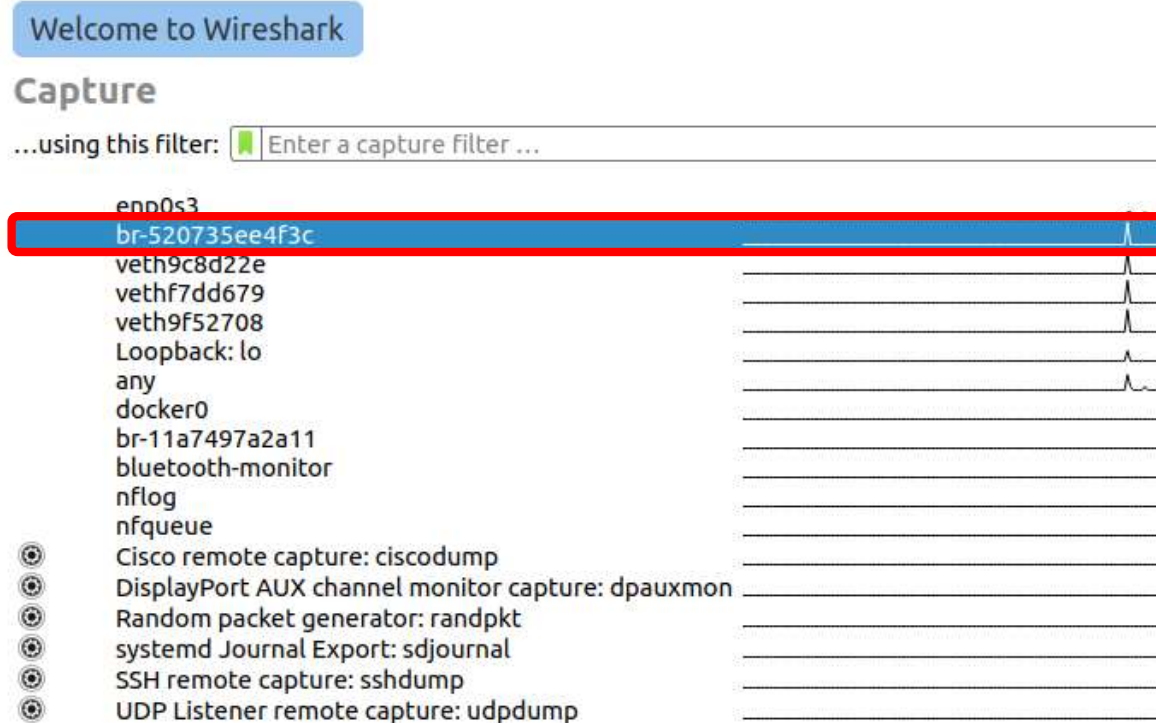 Welcome to Wireshark
Capture
...using this filter: Enter a capture filter ...
enp0s3
br-520735ee4f3c
veth9c8d22e
vethf7dd679
veth9f52708
Loopback: lo
any
docker0
br-11a7497a2a11
bluetooth-monitor
nflog
nfqueue
Cisco remote capture: ciscodump
DisplayPort AUX channel monitor capture: dpauxmon
Random packet generator: randpkt
systemd Journal Export: sdjournal
SSH remote capture: sshdump
UDP Listener remote capture: udpdump